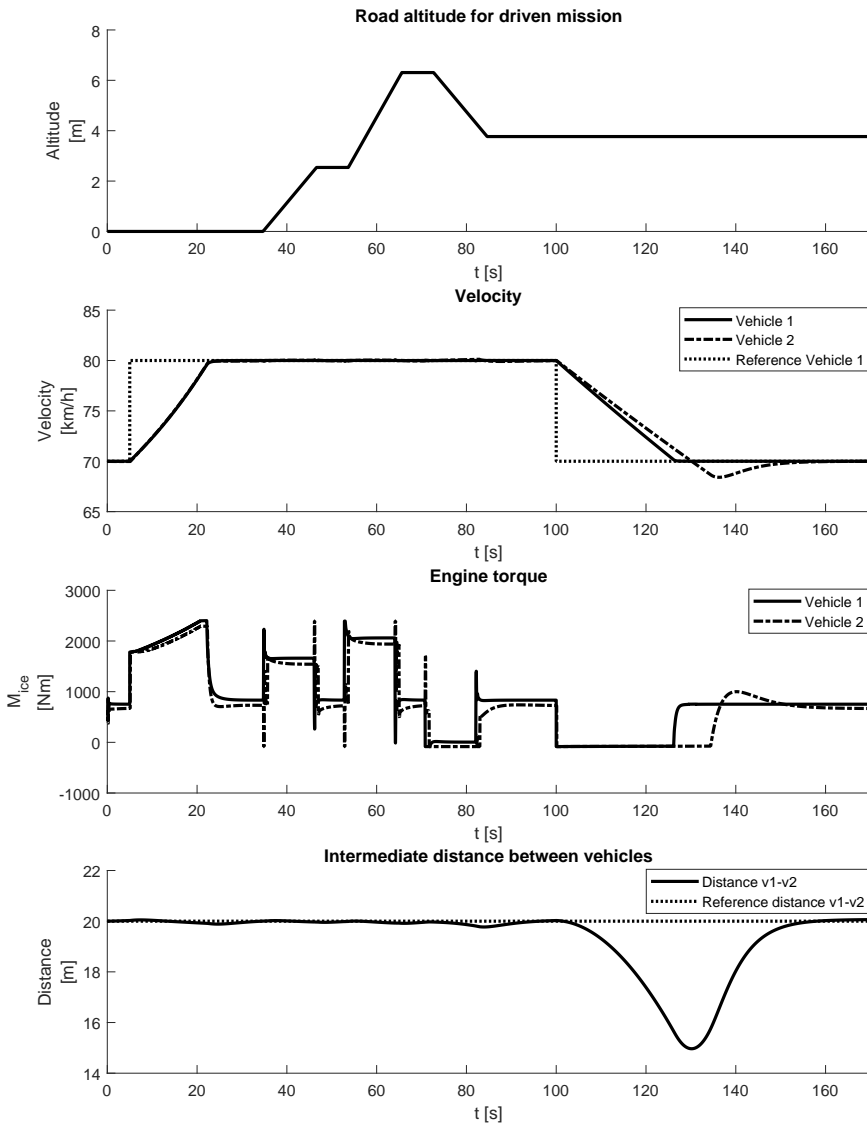 Road altitude for driven mission
8
6
4
2
0
Altitude
[m]
0 20 40 60 80 100 120 140 160
t [s]
Velocity
85
80
75
70
65
Velocity
[km/h]
Vehicle 1
Vehicle 2
Reference Vehicle 1
0 20 40 60 80 100 120 140 160
t [s]
Engine torque
3000
2000
1000
0
-1000
M_ice
[Nm]
Vehicle 1
Vehicle 2
0 20 40 60 80 100 120 140 160
t [s]
Intermediate distance between vehicles
22
20
18
16
14
Distance
[m]
Distance v1-v2
Reference distance v1-v2
0 20 40 60 80 100 120 140 160
t [s]